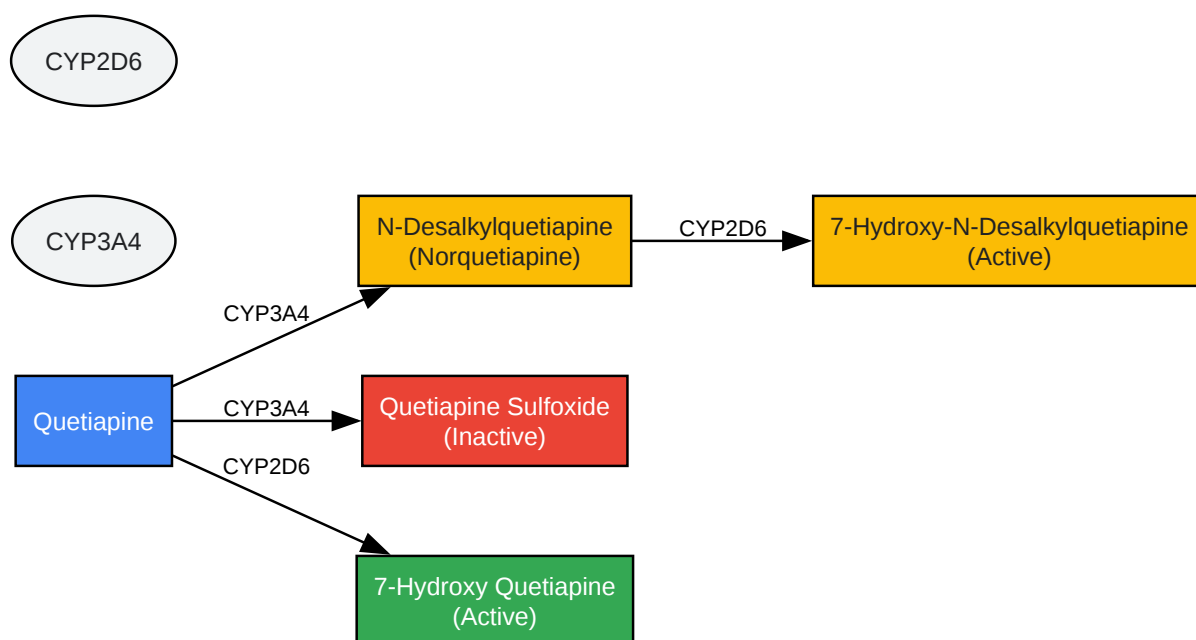 CYP2D6
CYP3A4
N-Desalkylquetiapine
(Norquetiapine)
CYP2D6
7-Hydroxy-N-Desalkylquetiapine
(Active)
CYP3A4
Quetiapine
CYP3A4
Quetiapine Sulfoxide
(Inactive)
CYP2D6
7-Hydroxy Quetiapine
(Active)